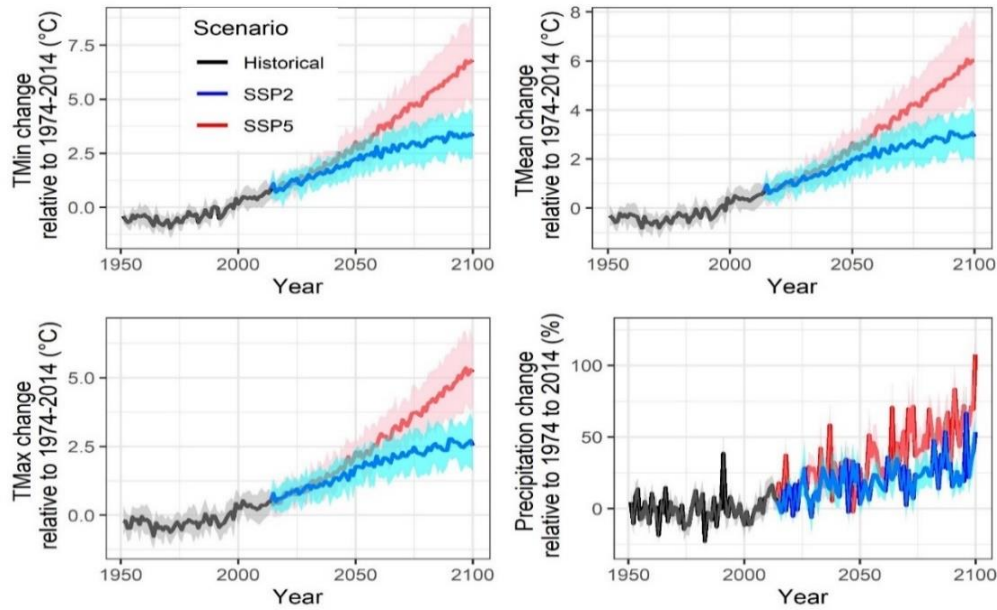 TMin change
relative to 1974-2014 (°C)
7.5
5.0
2.5
0.0
Scenario
Historical
SSP2
SSP5
1950
2000
2050
2100
Year
TMean change
relative to 1974-2014 (°C)
8
6
4
2
0
1950
2000
2050
2100
Year
TMax change
relative to 1974-2014 (°C)
5.0
2.5
0.0
1950
2000
2050
2100
Year
Precipitation change
relative to 1974 to 2014 (%)
100
50
0
1950
2000
2050
2100
Year